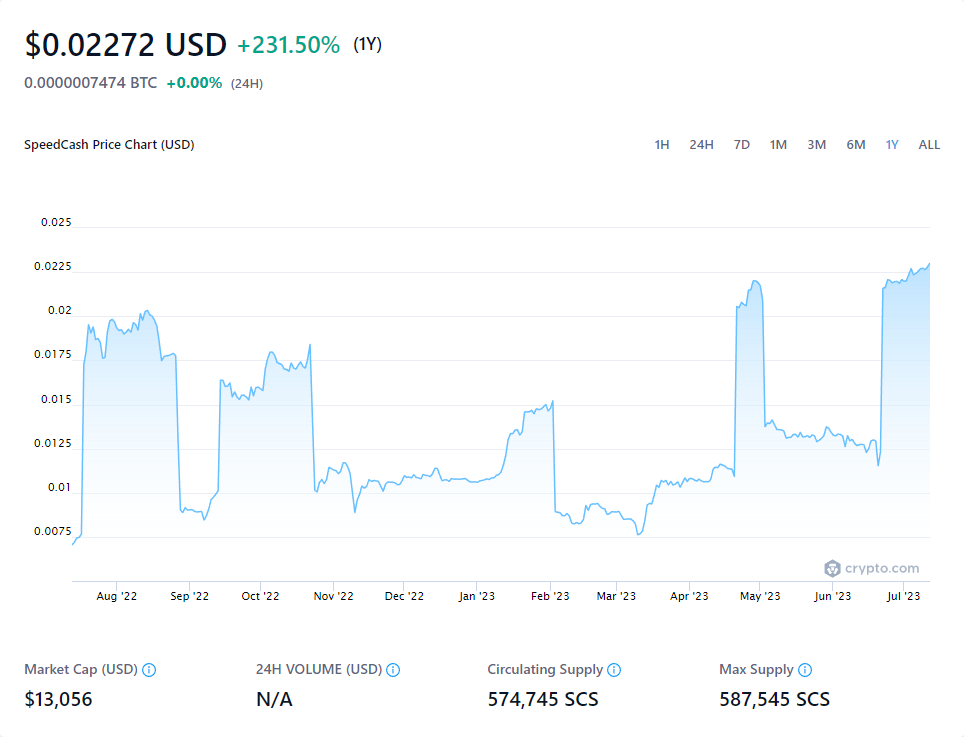 $0.02272 USD +231.50% (1Y)
0.0000007474 BTC +0.00% (24H)
SpeedCash Price Chart (USD) 1H 24H 7D 1M 3M 6M 1Y ALL
0.025
0.0225
0.02
0.0175
0.015
0.0125
0.01
0.0075
crypto.com
Aug '22 Sep '22 Oct '22 Nov '22 Dec '22 Jan '23 Feb '23 Mar '23 Apr '23 May '23 Jun '23 Jul '23
Market Cap (USD) 24H VOLUME (USD) Circulating Supply Max Supply
$13,056 N/A 574,745 SCS 587,545 SCS